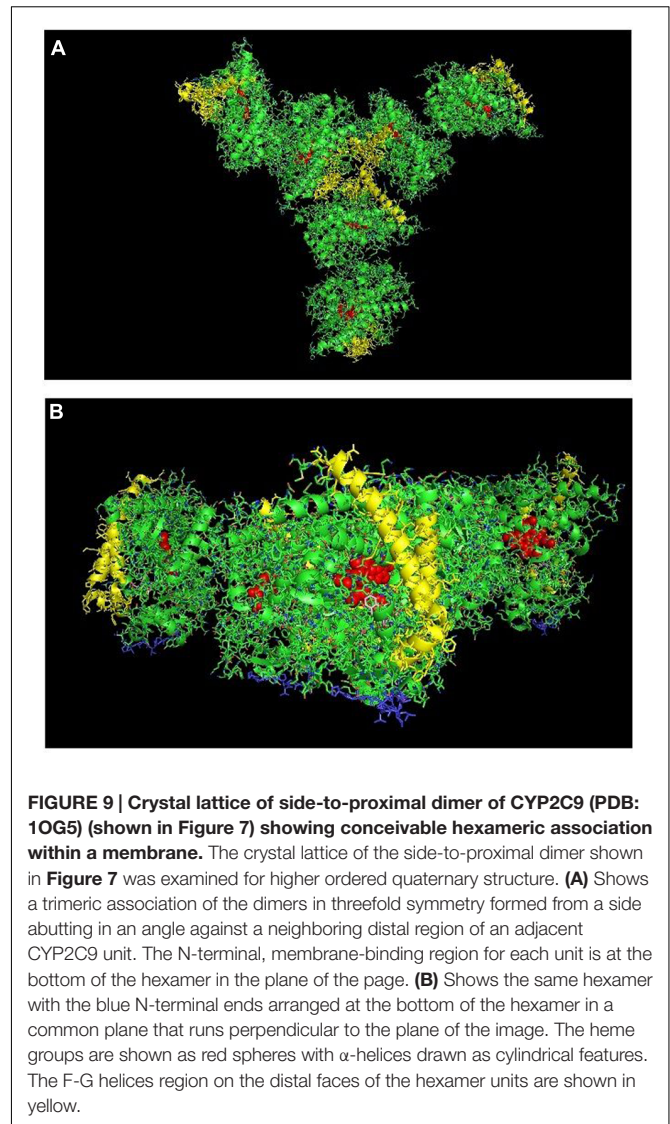 A
B
FIGURE 9 | Crystal lattice of side-to-proximal dimer of CYP2C9 (PDB:
1OG5) (shown in Figure 7) showing conceivable hexameric association
within a membrane. The crystal lattice of the side-to-proximal dimer shown
in Figure 7 was examined for higher ordered quaternary structure. (A) Shows
a trimeric association of the dimers in threefold symmetry formed from a side
abutting in an angle against a neighboring distal region of an adjacent
CYP2C9 unit. The N-terminal, membrane-binding region for each unit is at the
bottom of the hexamer in the plane of the page. (B) Shows the same hexamer
with the blue N-terminal ends arranged at the bottom of the hexamer in a
common plane that runs perpendicular to the plane of the image. The heme
groups are shown as red spheres with α-helices drawn as cylindrical features.
The F-G helices region on the distal faces of the hexamer units are shown in
yellow.